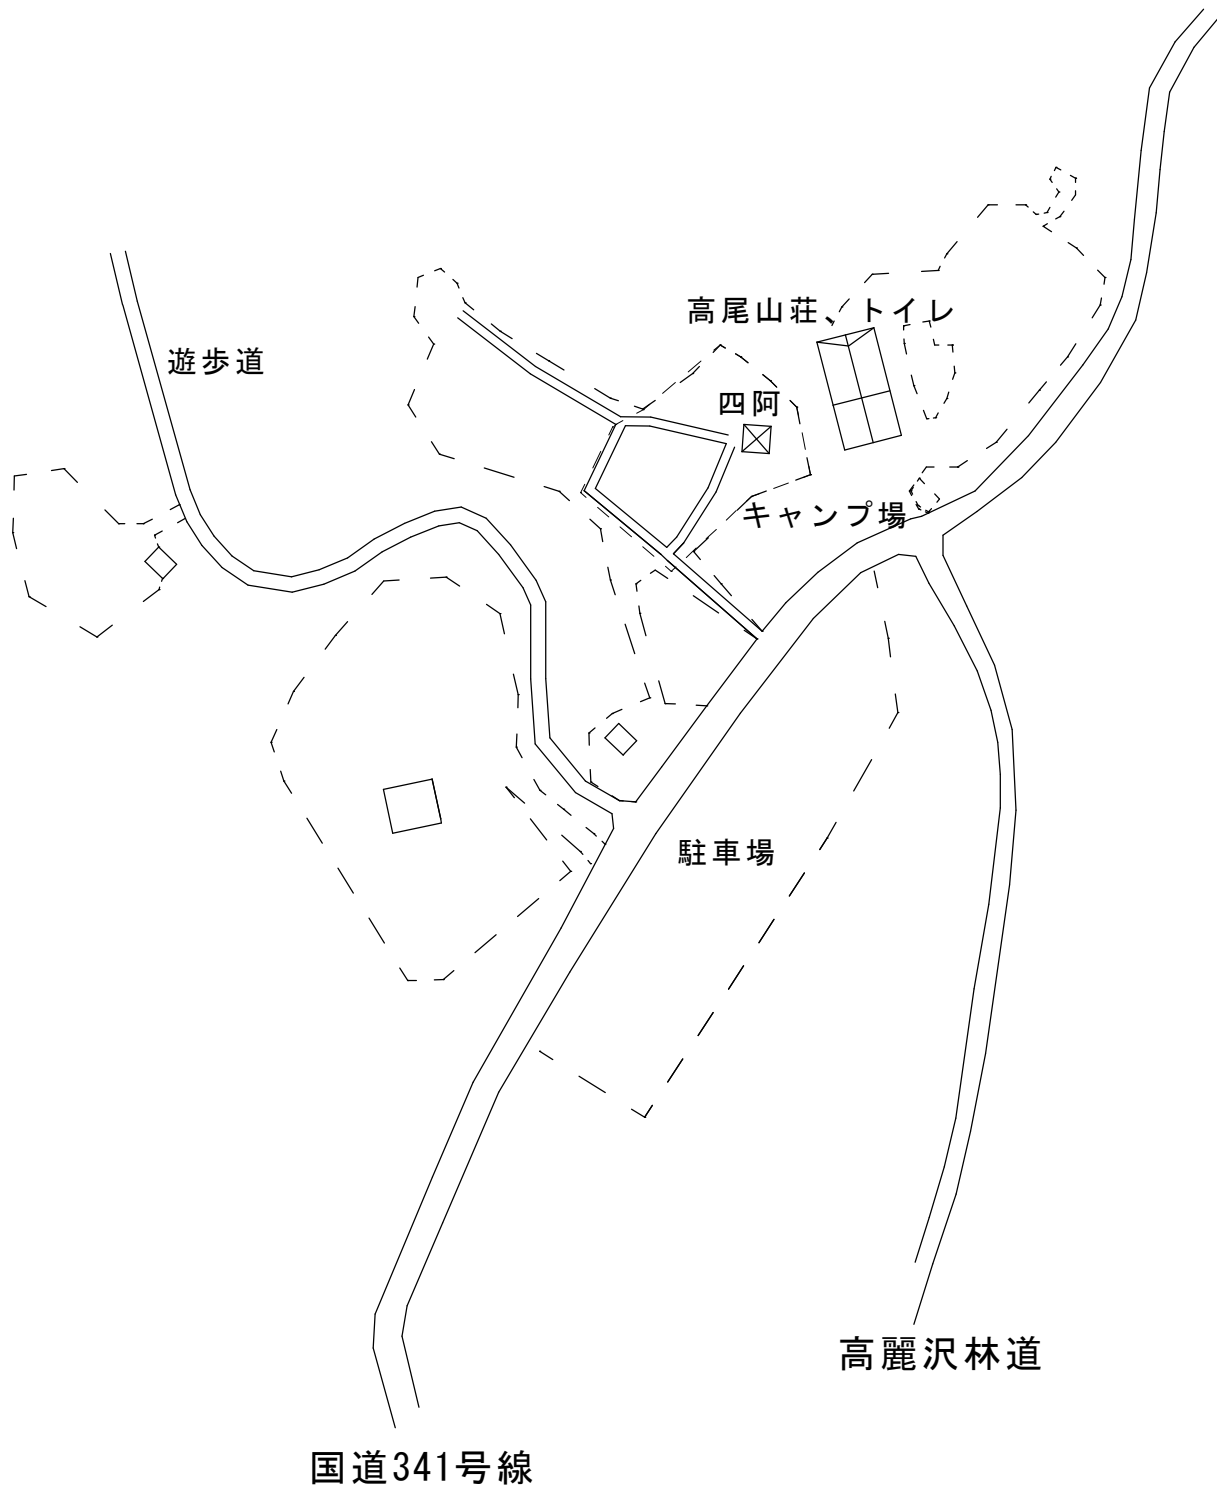 高尾山荘、トイレ
遊歩道
四阿
キャンプ場
駐車場
高麗沢林道
国道341号線